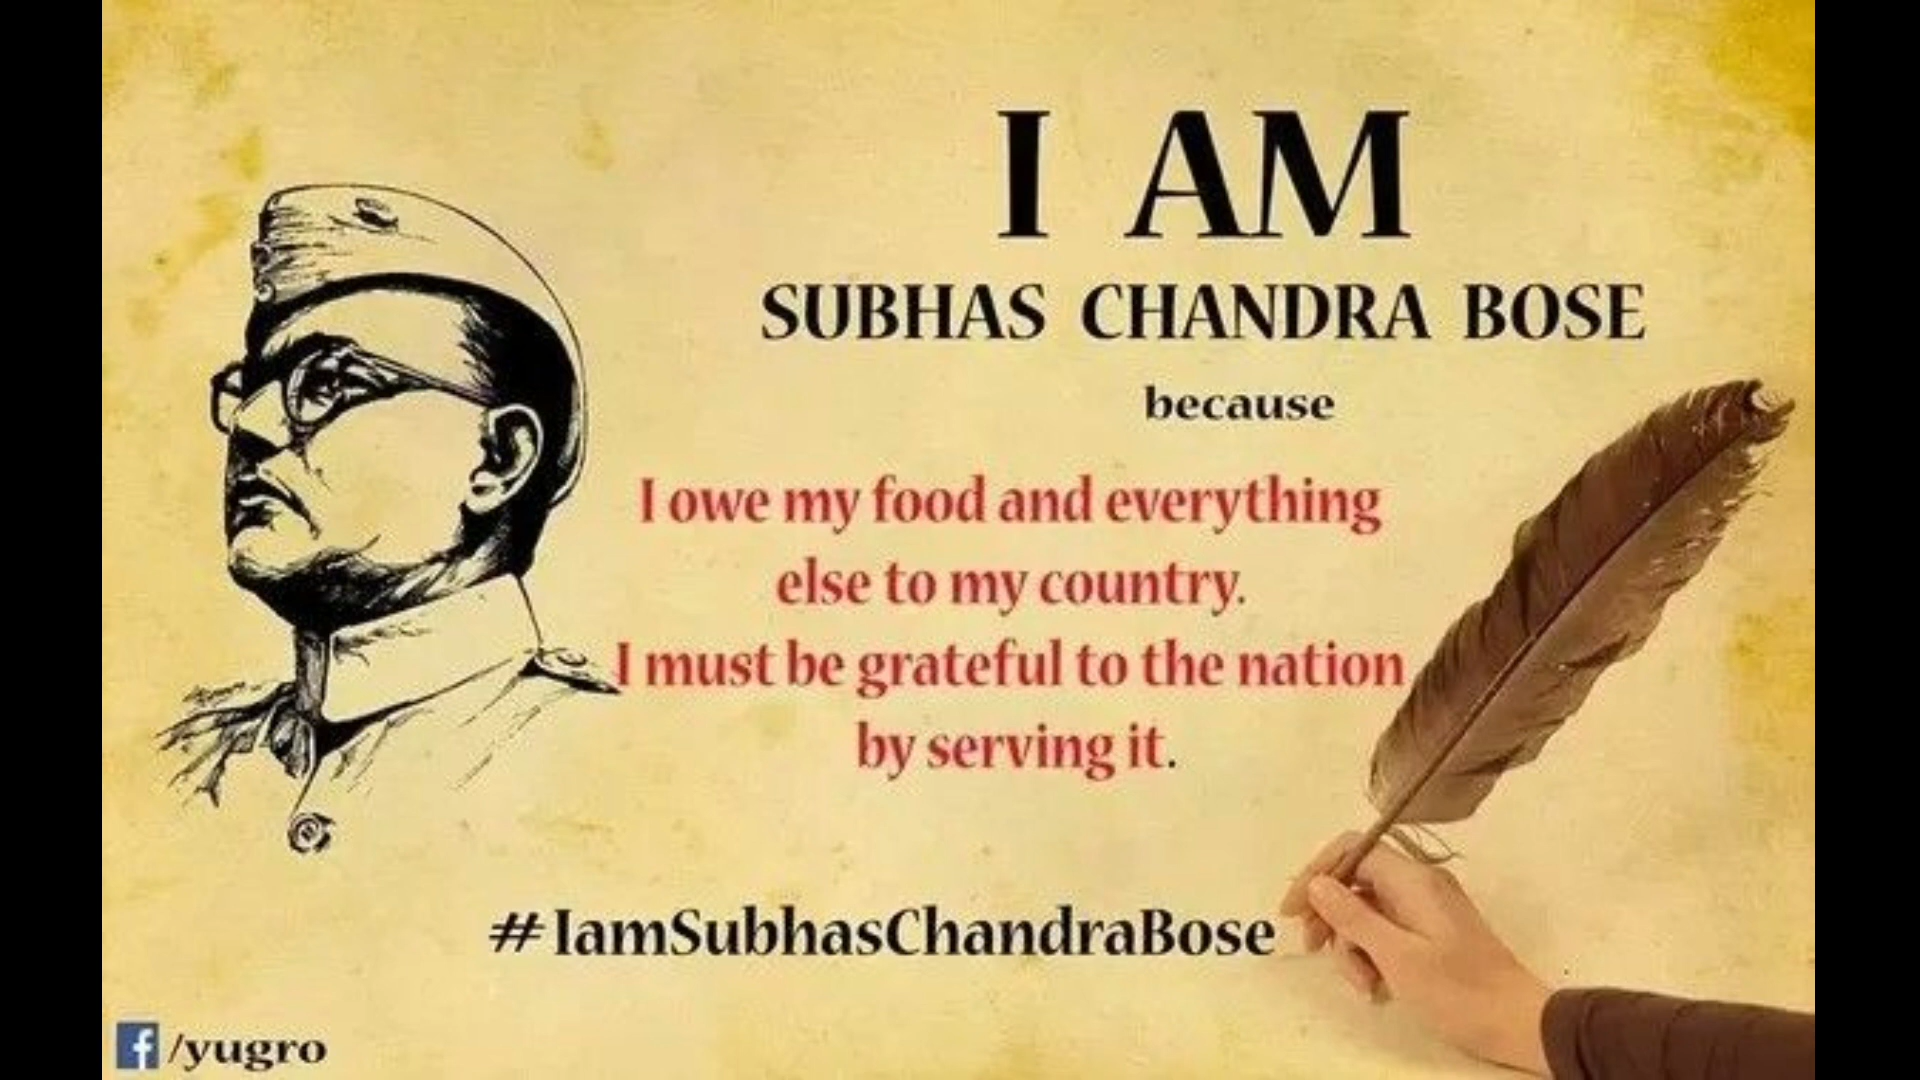 I AM
SUBHAS CHANDRA BOSE
because
I owe my food and everything
else to my country.
I must be grateful to the nation
by serving it.
#IamSubhasChandraBose
f/yugro